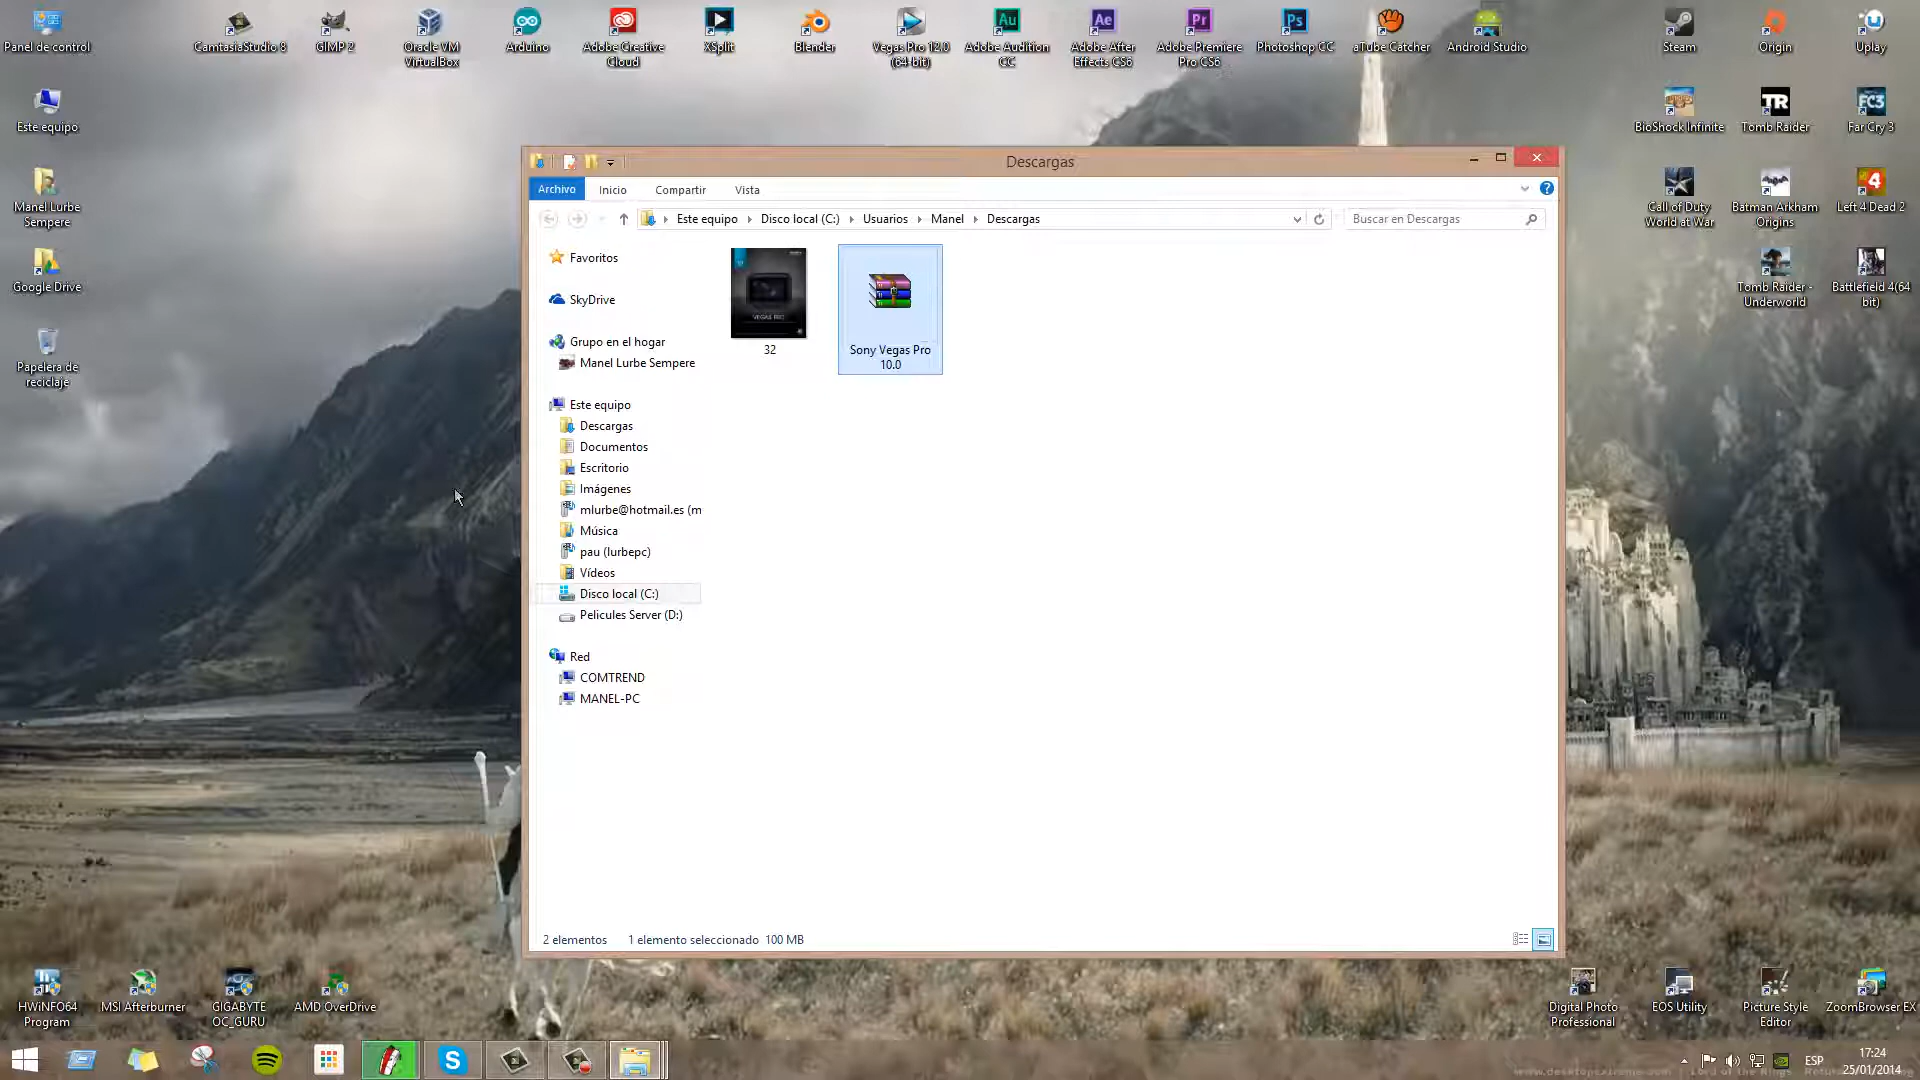 Panel de control
CamtasiaStudio 8
GIMP 2
Oracle VM
VirtualBox
Arduino
Adobe Creative
Cloud
XSplit
Blender
Vegas Pro 12.0
(64-bit)
Adobe Audition
CC
Adobe After
Effects CS6
Adobe Premiere
Pro CS6
Photoshop CC
aTube Catcher
Android Studio
Steam
Origin
Uplay
Este equipo
BioShock Infinite
Tomb Raider
Far Cry 3
Manel Lurbe
Sempere
Call of Duty
World at War
Batman Arkham
Origins
Left 4 Dead 2
Google Drive
Tomb Raider -
Underworld
Battlefield 4(64
bit)
Papelera de
reciclaje
Descargas
Archivo
Inicio
Compartir
Vista
Este equipo
Disco local (C:)
Usuarios
Manel
Descargas
Buscar en Descargas
Favoritos
SkyDrive
Grupo en el hogar
Manel Lurbe Sempere
Este equipo
Descargas
Documentos
Escritorio
Imágenes
mlurbe@hotmail.es (m
Música
pau (lurbepc)
Vídeos
Disco local (C:)
Pelicules Server (D:)
Red
COMTREND
MANEL-PC
VEGAS PRO
32
Sony Vegas Pro
10.0
2 elementos
1 elemento seleccionado 100 MB
HWiNFO64
Program
MSI Afterburner
GIGABYTE
OC_GURU
AMD OverDrive
Digital Photo
Professional
EOS Utility
Picture Style
Editor
ZoomBrowser EX
ESP
17:24
25/01/2014